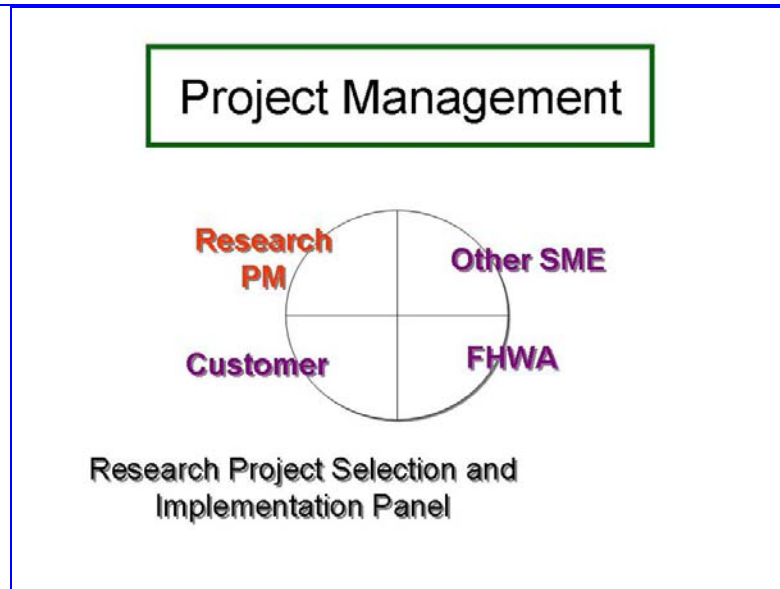 Project Management
Research
PM
Other SME
Customer
FHWA
Research Project Selection and
Implementation Panel